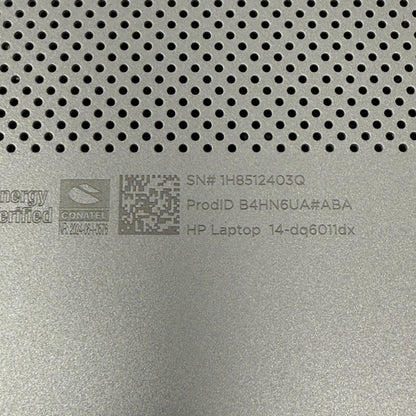 SN# 1H8512403Q
ProdID B4HN6UA#ABA
HP Laptop 14-dq6011dx
nergy
erified
CONATEL